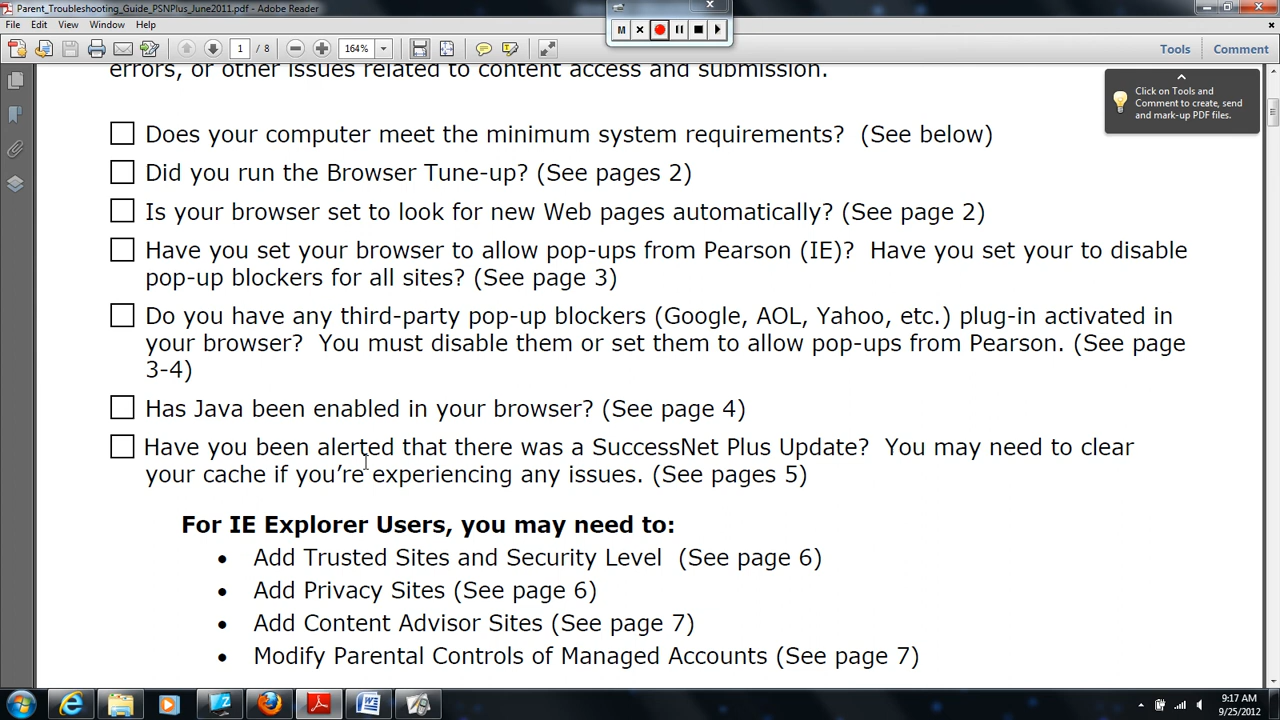 Parent_Troubleshooting_Guide_PSNPlus_June2011.pdf - Adobe Reader
File Edit View Window Help
1 / 8 164% Tools Comment
M
Click on Tools and
Comment to create, send
and mark-up PDF files.
errors, or other issues related to content access and submission.
Does your computer meet the minimum system requirements? (See below)
Did you run the Browser Tune-up? (See pages 2)
Is your browser set to look for new Web pages automatically? (See page 2)
Have you set your browser to allow pop-ups from Pearson (IE)? Have you set your to disable
pop-up blockers for all sites? (See page 3)
Do you have any third-party pop-up blockers (Google, AOL, Yahoo, etc.) plug-in activated in
your browser? You must disable them or set them to allow pop-ups from Pearson. (See page
3-4)
Has Java been enabled in your browser? (See page 4)
Have you been alerted that there was a SuccessNet Plus Update? You may need to clear
your cache if you’re experiencing any issues. (See pages 5)
For IE Explorer Users, you may need to:
• Add Trusted Sites and Security Level (See page 6)
• Add Privacy Sites (See page 6)
• Add Content Advisor Sites (See page 7)
• Modify Parental Controls of Managed Accounts (See page 7)
9:17 AM
9/25/2012